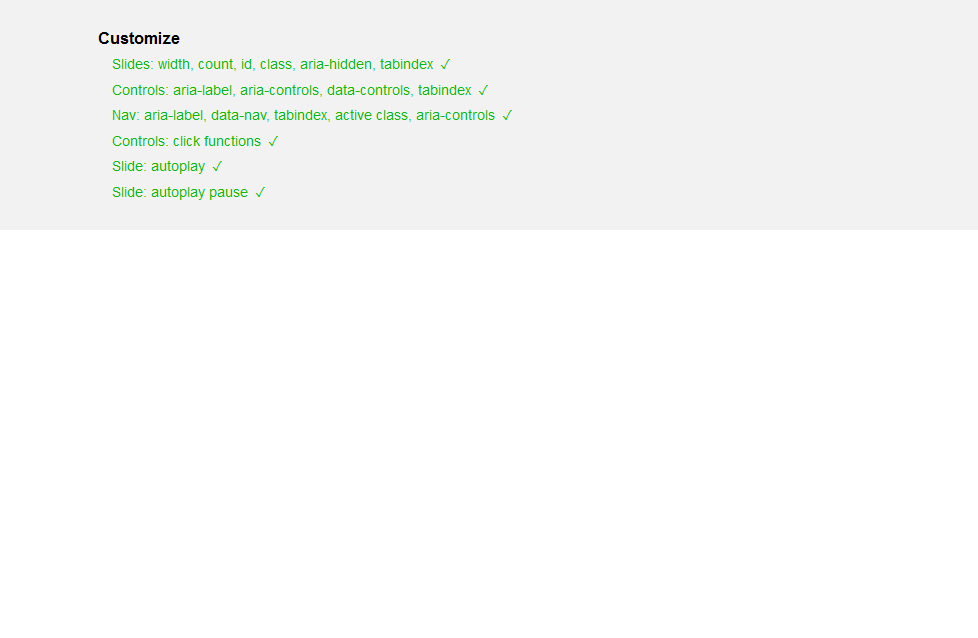 Customize
Slides: width, count, id, class, aria-hidden, tabindex ✓
Controls: aria-label, aria-controls, data-controls, tabindex ✓
Nav: aria-label, data-nav, tabindex, active class, aria-controls ✓
Controls: click functions ✓
Slide: autoplay ✓
Slide: autoplay pause ✓